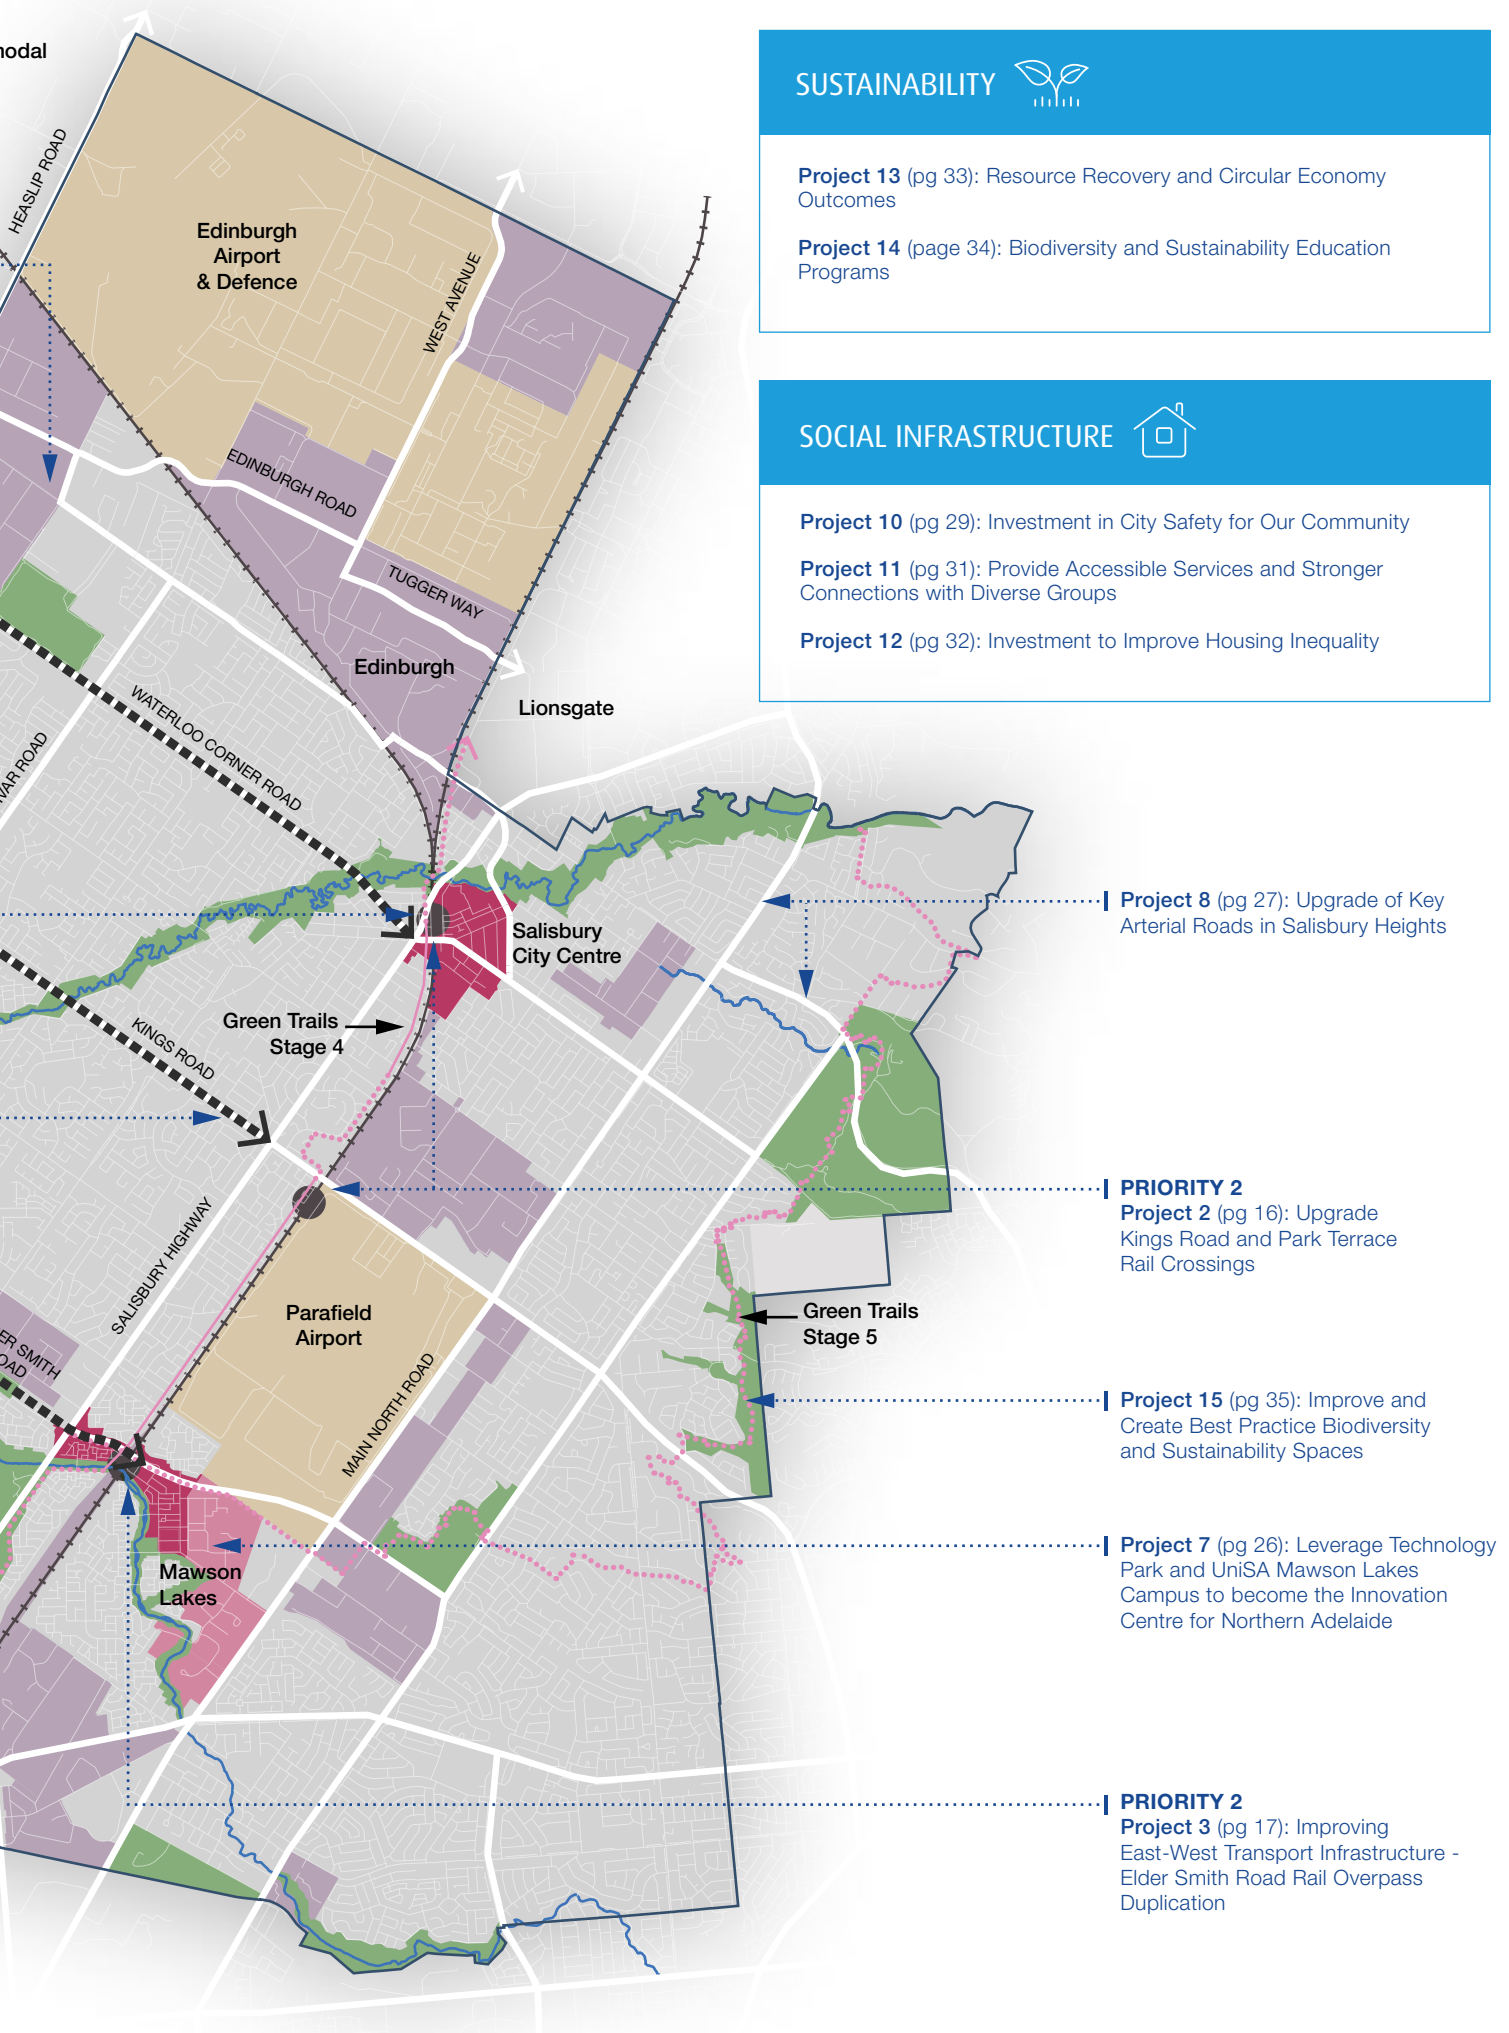 SUSTAINABILITY
Project 13 (pg 33): Resource Recovery and Circular Economy
Outcomes
Project 14 (page 34): Biodiversity and Sustainability Education
Programs
SOCIAL INFRASTRUCTURE
Project 10 (pg 29): Investment in City Safety for Our Community
Project 11 (pg 31): Provide Accessible Services and Stronger
Connections with Diverse Groups
Project 12 (pg 32): Investment to Improve Housing Inequality
HEASLIP ROAD
Edinburgh
Airport
& Defence
WEST AVENUE
EDINBURGH ROAD
TUGGER WAY
Edinburgh
Lionsgate
WATERLOO CORNER ROAD
ROAD
Salisbury
City Centre
Green Trails
Stage 4
KINGS ROAD
SALISBURY HIGHWAY
Parafield
Airport
MAIN NORTH ROAD
SMITH
Green Trails
Stage 5
Mawson
Lakes
Project 8 (pg 27): Upgrade of Key
Arterial Roads in Salisbury Heights
PRIORITY 2
Project 2 (pg 16): Upgrade
Kings Road and Park Terrace
Rail Crossings
Project 15 (pg 35): Improve and
Create Best Practice Biodiversity
and Sustainability Spaces
Project 7 (pg 26): Leverage Technology
Park and UniSA Mawson Lakes
Campus to become the Innovation
Centre for Northern Adelaide
PRIORITY 2
Project 3 (pg 17): Improving
East-West Transport Infrastructure -
Elder Smith Road Rail Overpass
Duplication